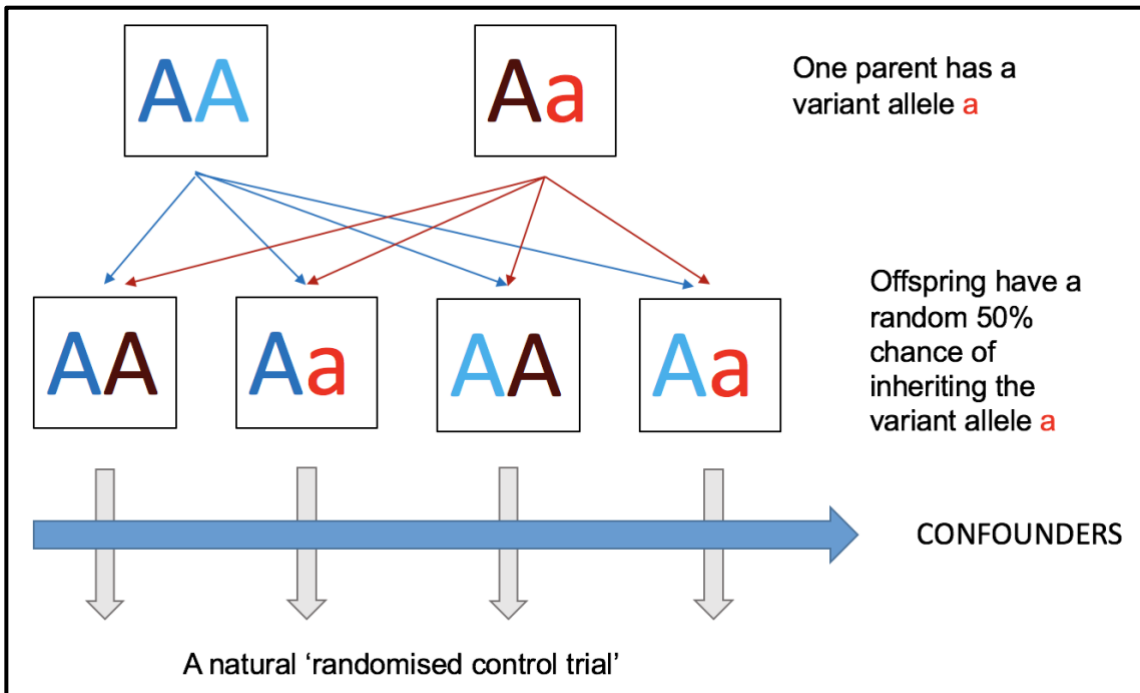 AA
Aa
One parent has a
variant allele a
AA
Aa
AA
Aa
Offspring have a
random 50%
chance of
inheriting the
variant allele a
CONFOUNDERS
A natural ‘randomised control trial’